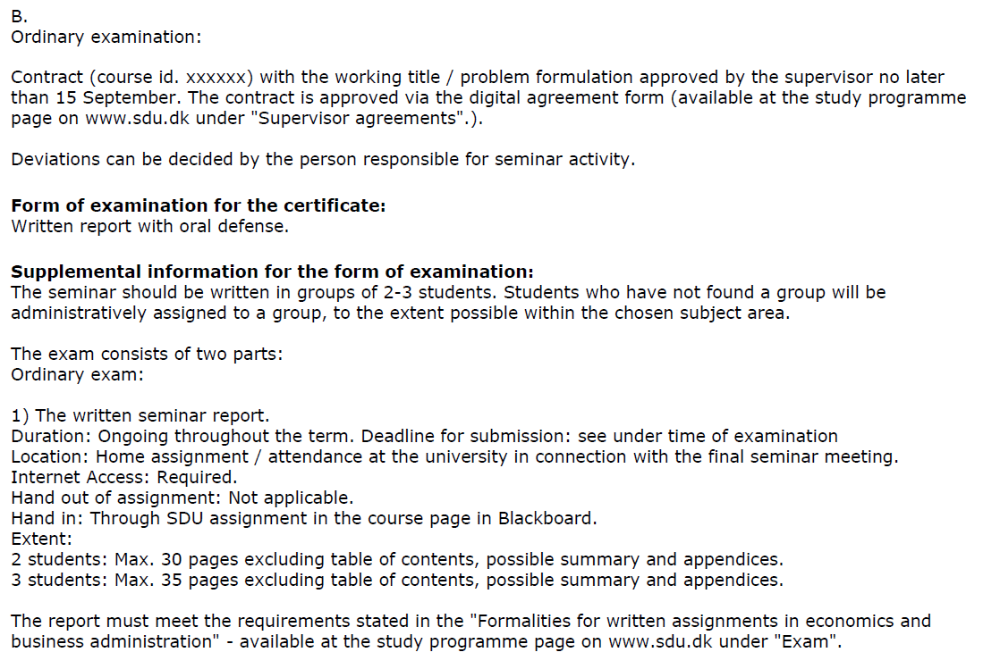 B.
Ordinary examination:
Contract (course id. xxxxxx) with the working title / problem formulation approved by the supervisor no later
than 15 September. The contract is approved via the digital agreement form (available at the study programme
page on www.sdu.dk under "Supervisor agreements".).
Deviations can be decided by the person responsible for seminar activity.
Form of examination for the certificate:
Written report with oral defense.
Supplemental information for the form of examination:
The seminar should be written in groups of 2-3 students. Students who have not found a group will be
administratively assigned to a group, to the extent possible within the chosen subject area.
The exam consists of two parts:
Ordinary exam:
1) The written seminar report.
Duration: Ongoing throughout the term. Deadline for submission: see under time of examination
Location: Home assignment / attendance at the university in connection with the final seminar meeting.
Internet Access: Required.
Hand out of assignment: Not applicable.
Hand in: Through SDU assignment in the course page in Blackboard.
Extent:
2 students: Max. 30 pages excluding table of contents, possible summary and appendices.
3 students: Max. 35 pages excluding table of contents, possible summary and appendices.
The report must meet the requirements stated in the "Formalities for written assignments in economics and
business administration" - available at the study programme page on www.sdu.dk under "Exam".